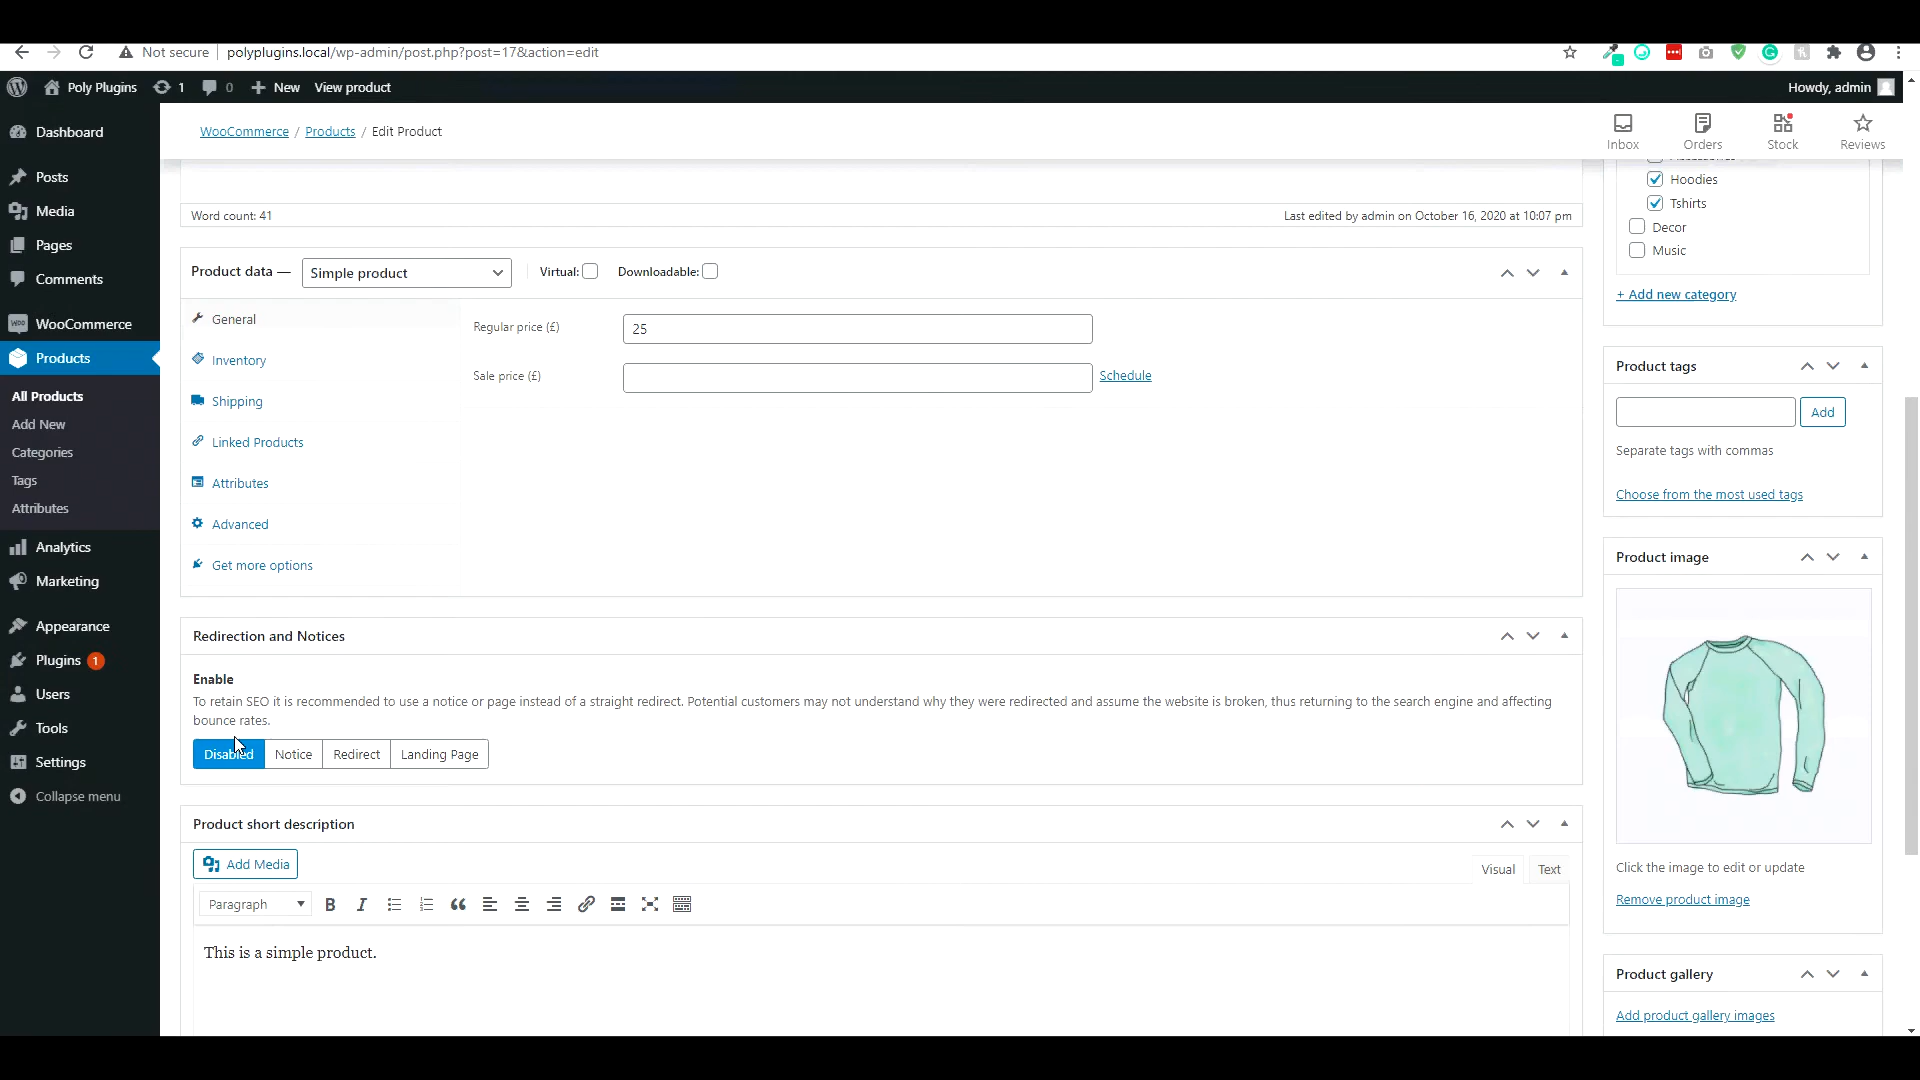 Not secure polyplugins.local/wp-admin/post.php?post=17&action=edit
Poly Plugins 1 0 New View product Howdy, admin
Dashboard
Posts
Media
Pages
Comments
WooCommerce
Products
All Products
Add New
Categories
Tags
Attributes
Analytics
Marketing
Appearance
Plugins 1
Users
Tools
Settings
Collapse menu
WooCommerce / Products / Edit Product
Inbox Orders Stock Reviews
Word count: 41 Last edited by admin on October 16, 2020 at 10:07 pm
Product data — Simple product Virtual: Downloadable:
General
Inventory
Shipping
Linked Products
Attributes
Advanced
Get more options
Regular price (£) 25
Sale price (£) Schedule
Redirection and Notices
Enable
To retain SEO it is recommended to use a notice or page instead of a straight redirect. Potential customers may not understand why they were redirected and assume the website is broken, thus returning to the search engine and affecting
bounce rates.
Disabled Notice Redirect Landing Page
Product short description
Add Media Visual Text
Paragraph
This is a simple product.
Hoodies
Tshirts
Decor
Music
+ Add new category
Product tags
Add
Separate tags with commas
Choose from the most used tags
Product image
Click the image to edit or update
Remove product image
Product gallery
Add product gallery images